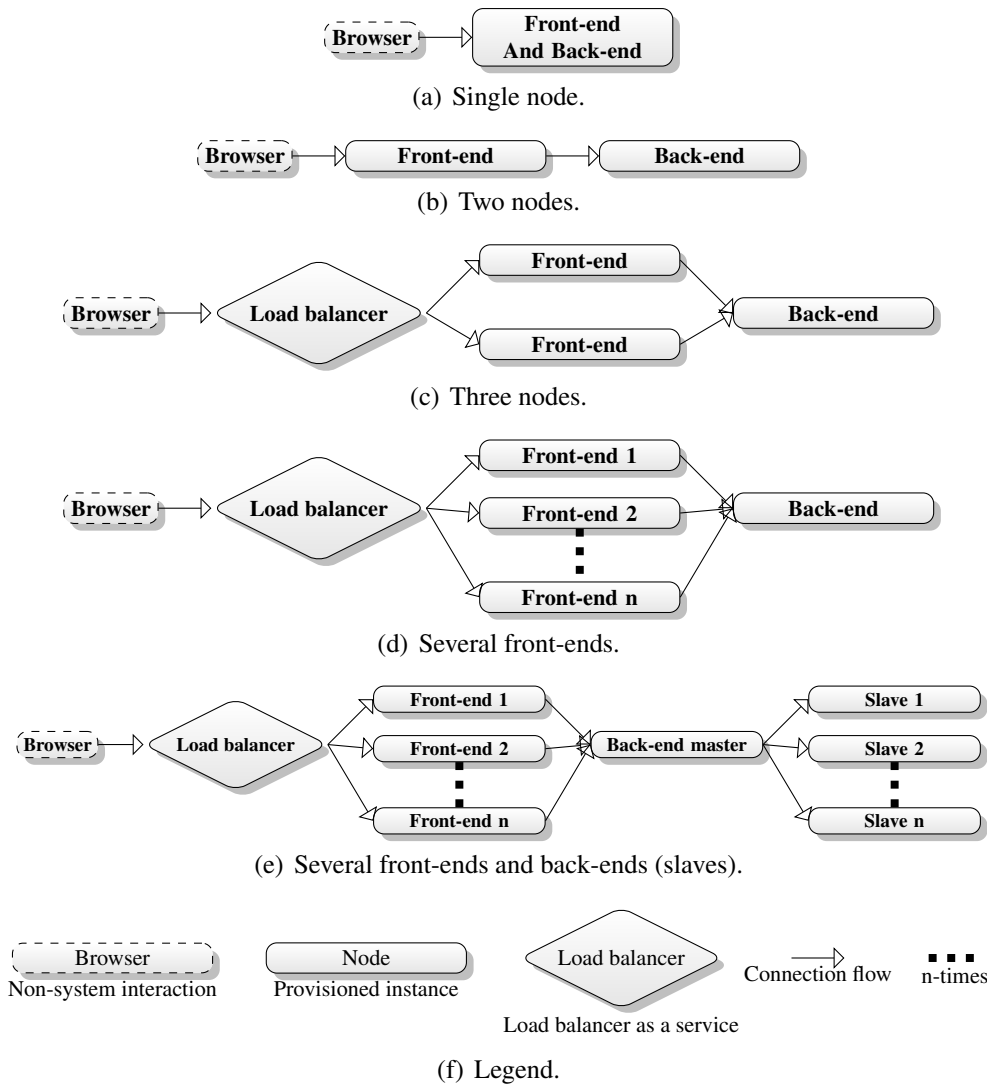 Browser
Front-end
And Back-end
(a) Single node.
Browser
Front-end
Back-end
(b) Two nodes.
Browser
Load balancer
Front-end
Front-end
Back-end
(c) Three nodes.
Browser
Load balancer
Front-end 1
Front-end 2
Front-end n
Back-end
(d) Several front-ends.
Browser
Load balancer
Front-end 1
Front-end 2
Front-end n
Back-end master
Slave 1
Slave 2
Slave n
(e) Several front-ends and back-ends (slaves).
Browser
Non-system interaction
Node
Provisioned instance
Load balancer
Load balancer as a service
Connection flow
n-times
(f) Legend.